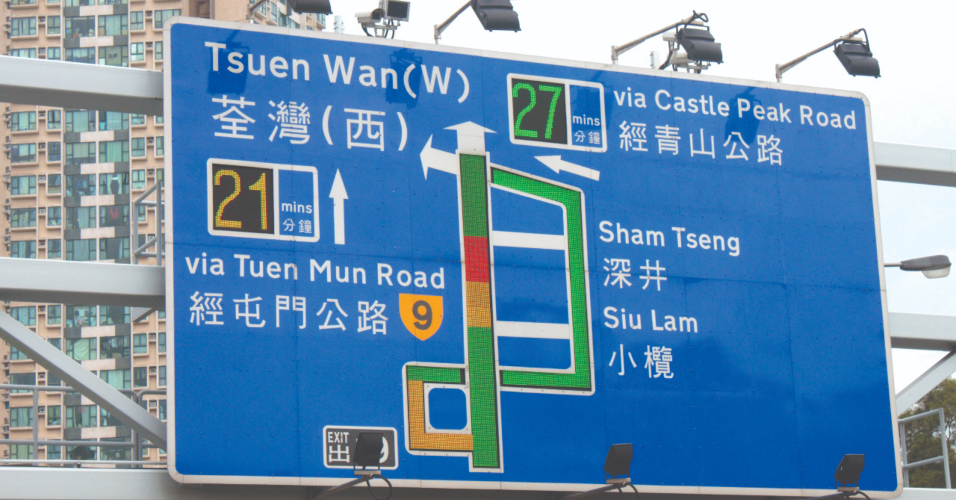 Tsuen Wan(W)
荃灣(西)
27 mins
分鐘
via Castle Peak Road
經青山公路
21 mins
分鐘
via Tuen Mun Road
經屯門公路 9
Sham Tseng
深井
Siu Lam
小欖
EXIT
出